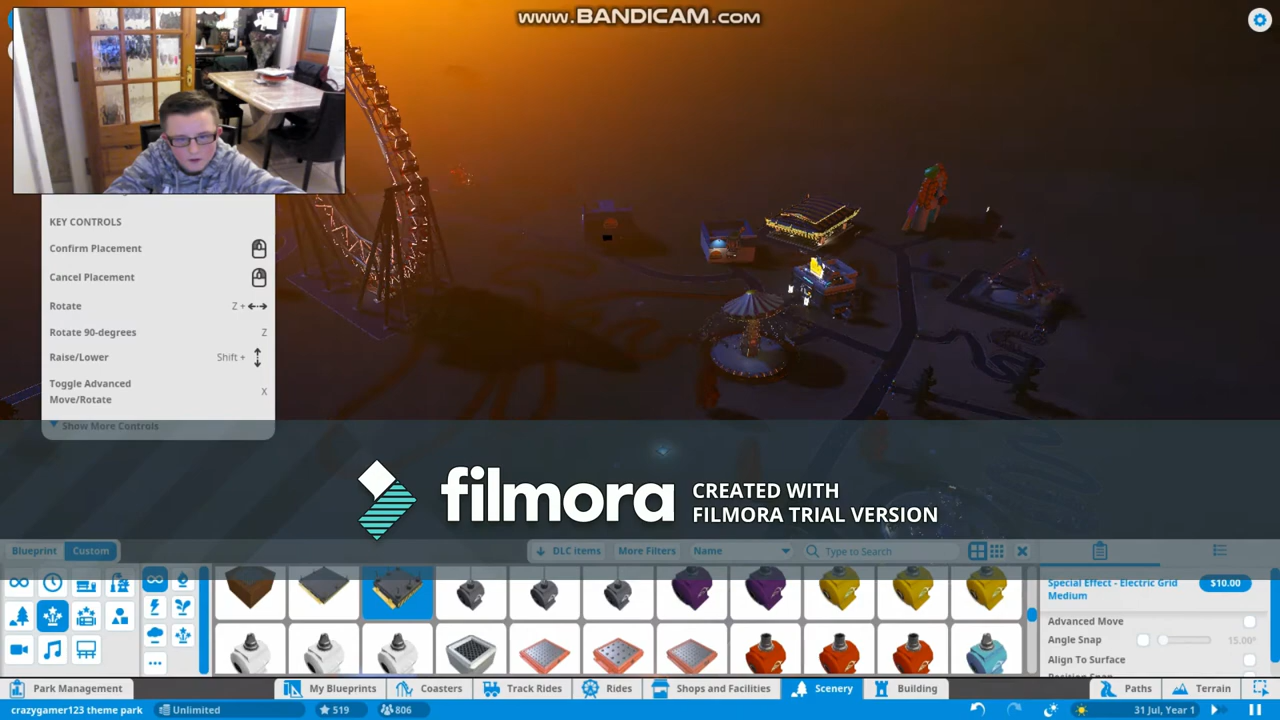 www.BANDICAM.com
KEY CONTROLS
Confirm Placement
Cancel Placement
Rotate Z +
Rotate 90-degrees Z
Raise/Lower Shift +
Toggle Advanced
Move/Rotate X
Show More Controls
filmora CREATED WITH
FILMORA TRIAL VERSION
Blueprint Custom DLC items More Filters Name Type to Search
Special Effect - Electric Grid
Medium $10.00
Advanced Move
Angle Snap 15.00°
Align To Surface
Park Management My Blueprints Coasters Track Rides Rides Shops and Facilities Scenery Building Paths Terrain
crazygamer123 theme park Unlimited 519 806 31 Jul, Year 1